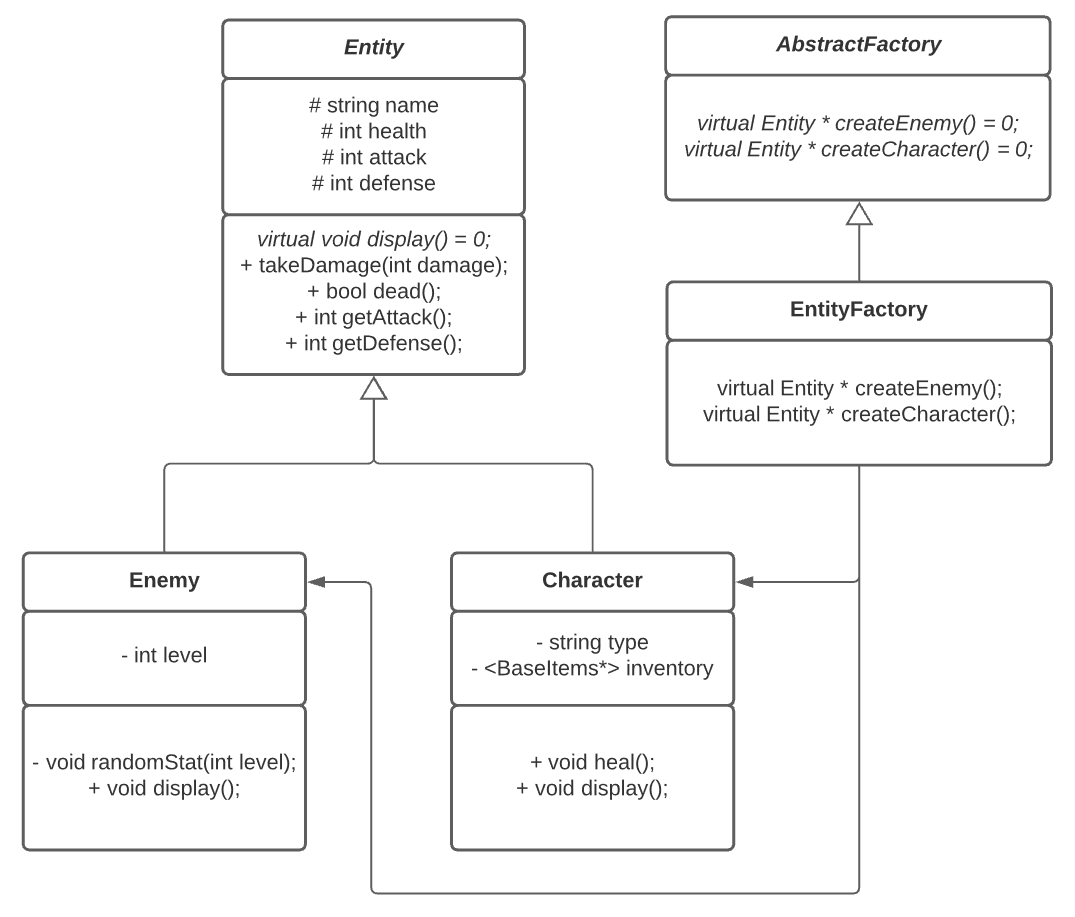 Entity
# string name
# int health
# int attack
# int defense
virtual void display() = 0;
+ takeDamage(int damage);
+ bool dead();
+ int getAttack();
+ int getDefense();
AbstractFactory
virtual Entity * createEnemy() = 0;
virtual Entity * createCharacter() = 0;
EntityFactory
virtual Entity * createEnemy();
virtual Entity * createCharacter();
Enemy
- int level
- void randomStat(int level);
+ void display();
Character
- string type
- <BaseItems*> inventory
+ void heal();
+ void display();